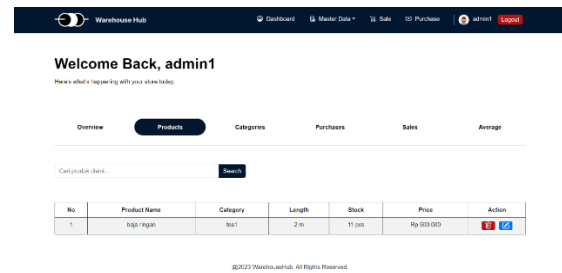 Warehouse Hub Dashboard Master Data Sale Purchase admin1 Logout
Welcome Back, admin1
Here's what's happening with your store today.
Overview Products Categories Purchases Sales Average
Cari produk disini... Search
No Product Name Category Length Stock Price Action
1 baja ringan tes1 2 m 11 pcs Rp 500.000
@2023 WarehouseHub. All Rights Reserved.